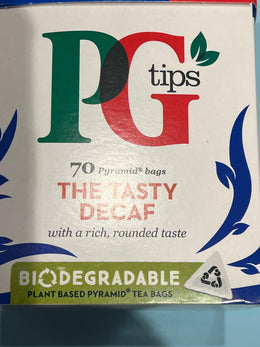 PG
tips
70 Pyramid® bags
THE TASTY
DECAF
with a rich, rounded taste
BIODEGRADABLE
PLANT BASED PYRAMID® TEA BAGS